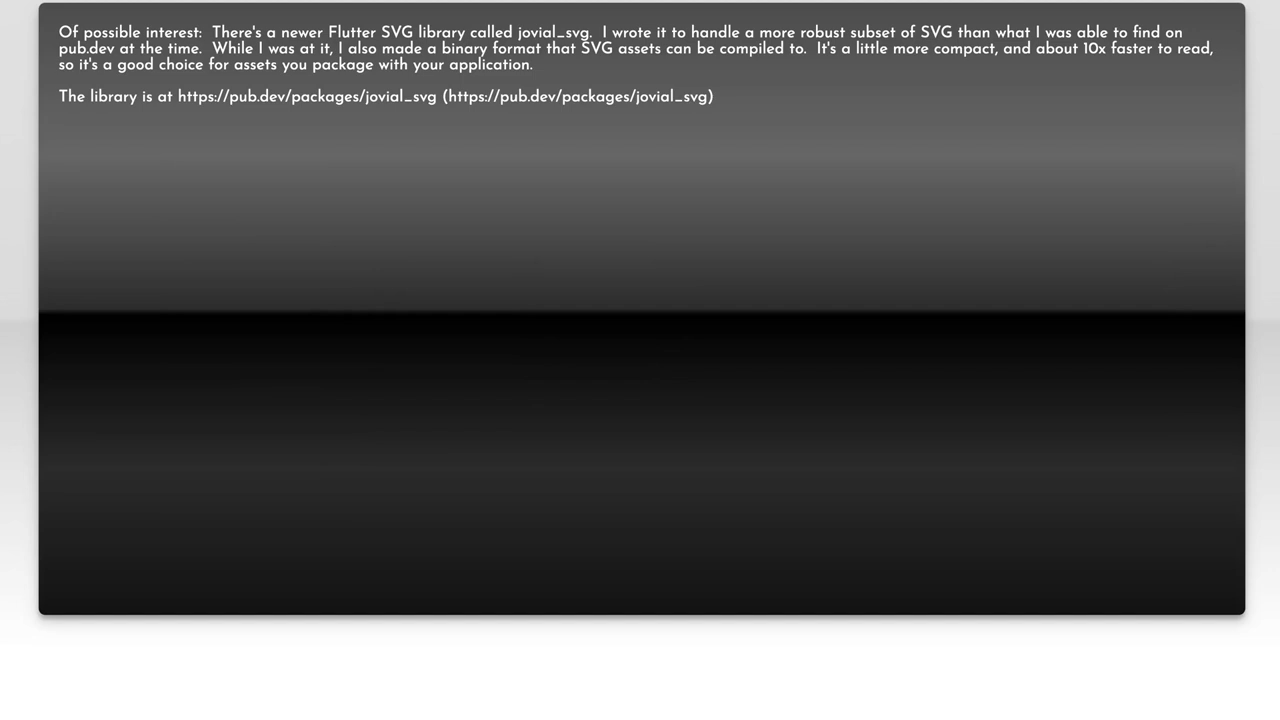 Of possible interest:  There's a newer Flutter SVG library called jovial_svg.  I wrote it to handle a more robust subset of SVG than what I was able to find on
pub.dev at the time.  While I was at it, I also made a binary format that SVG assets can be compiled to.  It's a little more compact, and about 10x faster to read,
so it's a good choice for assets you package with your application.
The library is at https://pub.dev/packages/jovial_svg (https://pub.dev/packages/jovial_svg)